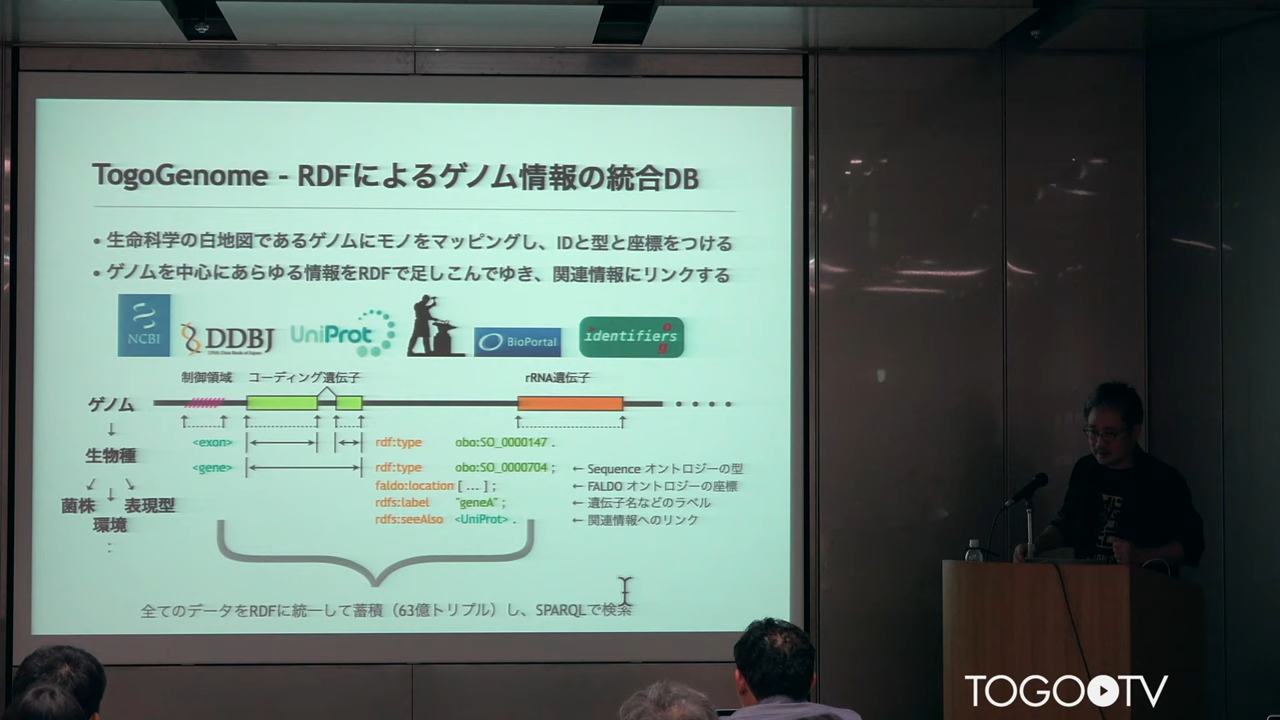 TogoGenome - RDFによるゲノム情報の統合DB
• 生命科学の白地図であるゲノムにモノをマッピングし、IDと型と座標をつける
• ゲノムを中心にあらゆる情報をRDFで足しこんでゆき、関連情報にリンクする
NCBI DDBJ UniProt BioPortal identifiers
org
制御領域 コーディング遺伝子 rRNA遺伝子
ゲノム
<exon> rdf:type obo:SO_0000147 .
生物種
<gene> rdf:type obo:SO_0000704 ; ← Sequence オントロジーの型
faldo:location [ ... ] ; ← FALDO オントロジーの座標
菌株 表現型 rdfs:label "geneA" ; ← 遺伝子名などのラベル
環境 rdfs:seeAlso <UniProt> . ← 関連情報へのリンク
全てのデータをRDFに統一して蓄積（63億トリプル）し、SPARQLで検索
TOGOTV